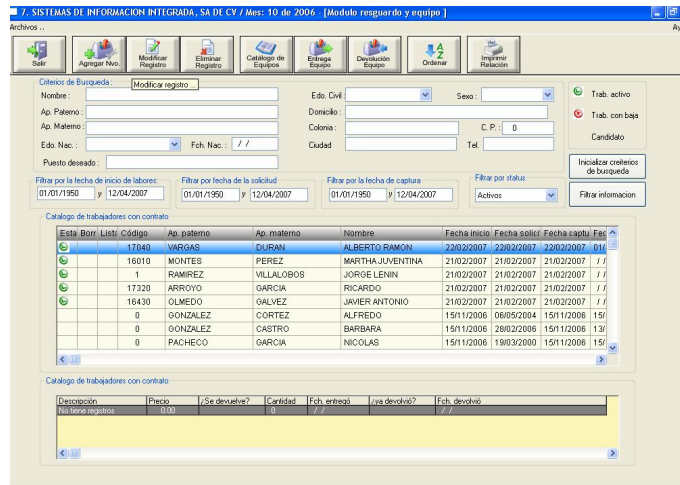 7. SISTEMAS DE INFORMACION INTEGRADA, SA DE CV / Mes: 10 de 2006 - [Modulo resguardo y equipo ]
Archivos .. Ay
Salir Agregar Nvo. Modificar Registro Eliminar Registro Catálogo de Equipos Entrega Equipo Devolución Equipo Ordenar Imprimir Relación
Criterios de Busqueda :
Modificar registro ...
Nombre : Edo. Civil : Sexo : Trab. activo
Ap. Paterno : Domicilio : Trab. con baja
Ap. Materno : Colonia : C. P. : 0
Candidato
Edo. Nac. : Fch. Nac. : / / Ciudad Tel.
Puesto deseado :
Inicializar creiterios de busqueda
Filtrar por la fecha de inicio de labores: Filtrar por la fecha de la solicitud Filtrar por la fecha de captura Filtrar por status
01/01/1950 y 12/04/2007 01/01/1950 y 12/04/2007 01/01/1950 y 12/04/2007 Activos Filtrar informacion
Catalogo de trabajadores con contrato
Esta Borr Lista Código Ap. paterno Ap. materno Nombre Fecha inicio Fecha solici Fecha captu Fec
17040 VARGAS DURAN ALBERTO RAMON 22/02/2007 22/02/2007 22/02/2007 01/
16010 MONTES PEREZ MARTHA JUVENTINA 21/02/2007 21/02/2007 21/02/2007 / /
1 RAMIREZ VILLALOBOS JORGE LENIN 21/02/2007 21/02/2007 21/02/2007 / /
17320 ARROYO GARCIA RICARDO 21/02/2007 21/02/2007 21/02/2007 / /
16430 OLMEDO GALVEZ JAVIER ANTONIO 21/02/2007 21/02/2007 21/02/2007 / /
0 GONZALEZ CORTEZ ALFREDO 15/11/2006 06/05/2004 15/11/2006 15/
0 GONZALEZ CASTRO BARBARA 15/11/2006 28/02/2006 15/11/2006 13/
0 PACHECO GARCIA NICOLAS 15/11/2006 19/03/2000 15/11/2006 15/
Catalogo de trabajadores con contrato
Descripción Precio ¿Se devuelve? Cantidad Fch. entregó ¿ya devolvió? Fch. devolvió
No tiene registros 0.00 0 / / / /